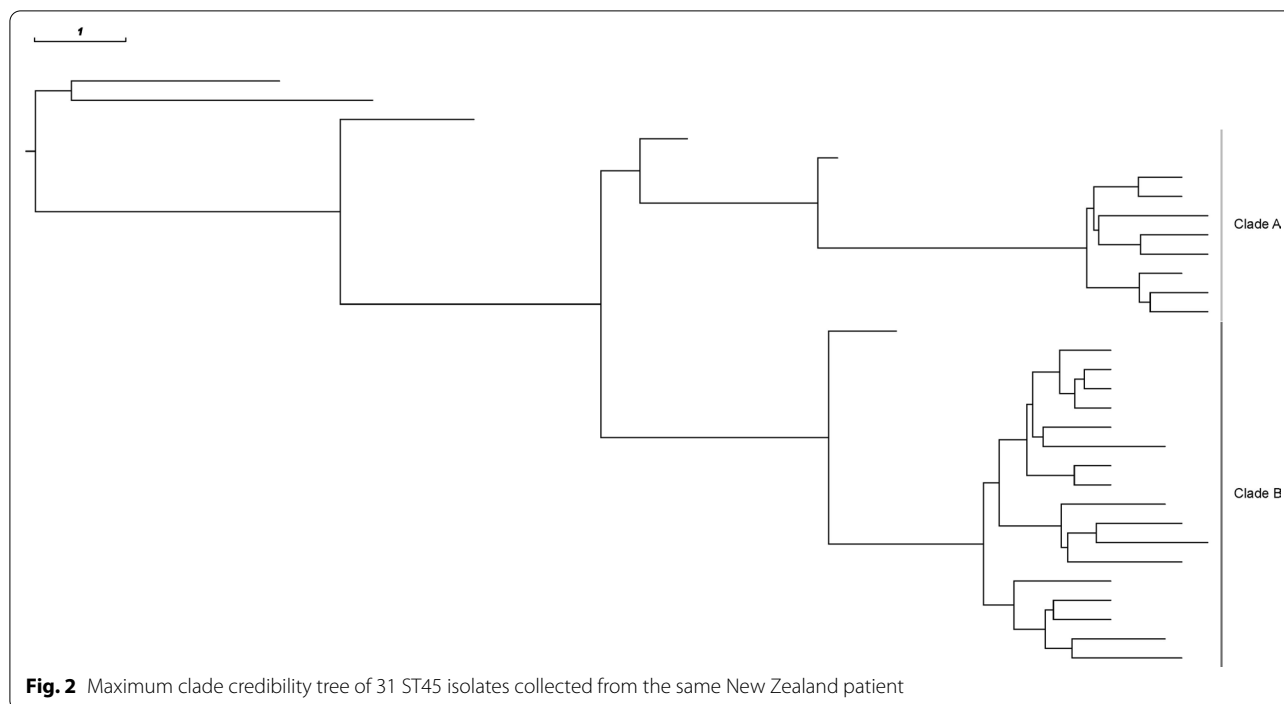 1
Clade A
Clade B
Fig. 2 Maximum clade credibility tree of 31 ST45 isolates collected from the same New Zealand patient